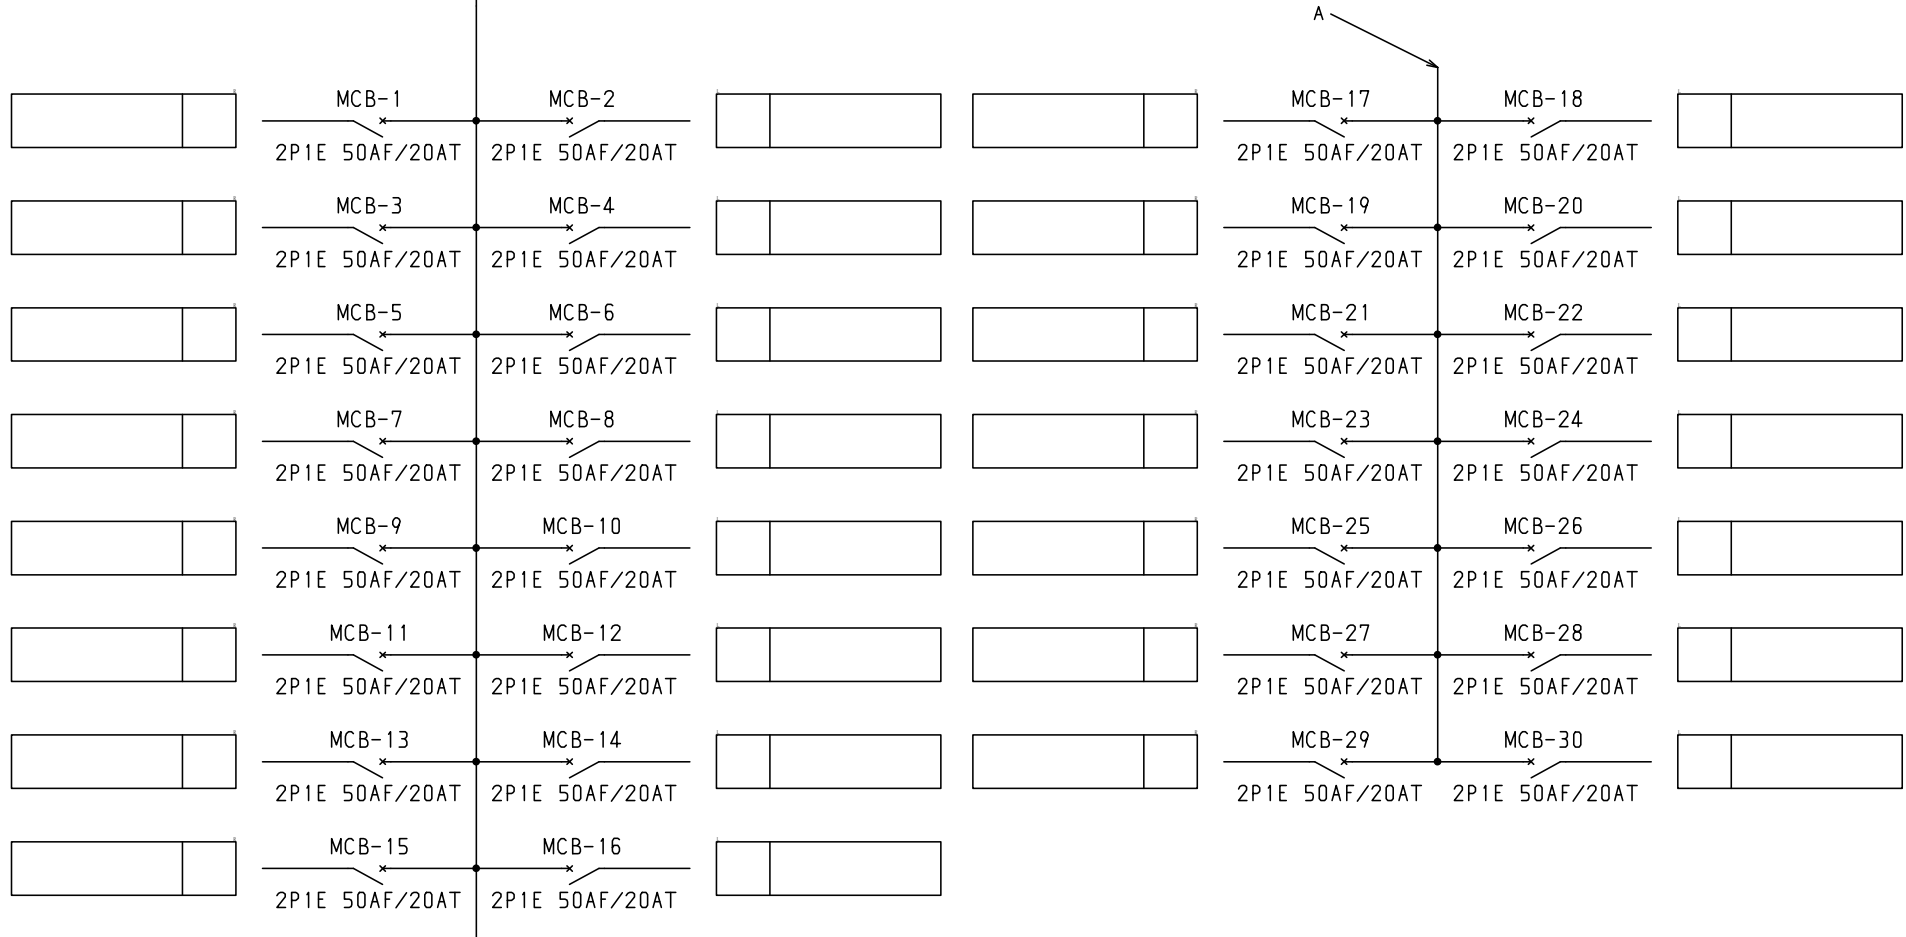 A
MCB-1 MCB-2 MCB-17 MCB-18
2P1E 50AF/20AT 2P1E 50AF/20AT 2P1E 50AF/20AT 2P1E 50AF/20AT
MCB-3 MCB-4 MCB-19 MCB-20
2P1E 50AF/20AT 2P1E 50AF/20AT 2P1E 50AF/20AT 2P1E 50AF/20AT
MCB-5 MCB-6 MCB-21 MCB-22
2P1E 50AF/20AT 2P1E 50AF/20AT 2P1E 50AF/20AT 2P1E 50AF/20AT
MCB-7 MCB-8 MCB-23 MCB-24
2P1E 50AF/20AT 2P1E 50AF/20AT 2P1E 50AF/20AT 2P1E 50AF/20AT
MCB-9 MCB-10 MCB-25 MCB-26
2P1E 50AF/20AT 2P1E 50AF/20AT 2P1E 50AF/20AT 2P1E 50AF/20AT
MCB-11 MCB-12 MCB-27 MCB-28
2P1E 50AF/20AT 2P1E 50AF/20AT 2P1E 50AF/20AT 2P1E 50AF/20AT
MCB-13 MCB-14 MCB-29 MCB-30
2P1E 50AF/20AT 2P1E 50AF/20AT 2P1E 50AF/20AT 2P1E 50AF/20AT
MCB-15 MCB-16
2P1E 50AF/20AT 2P1E 50AF/20AT